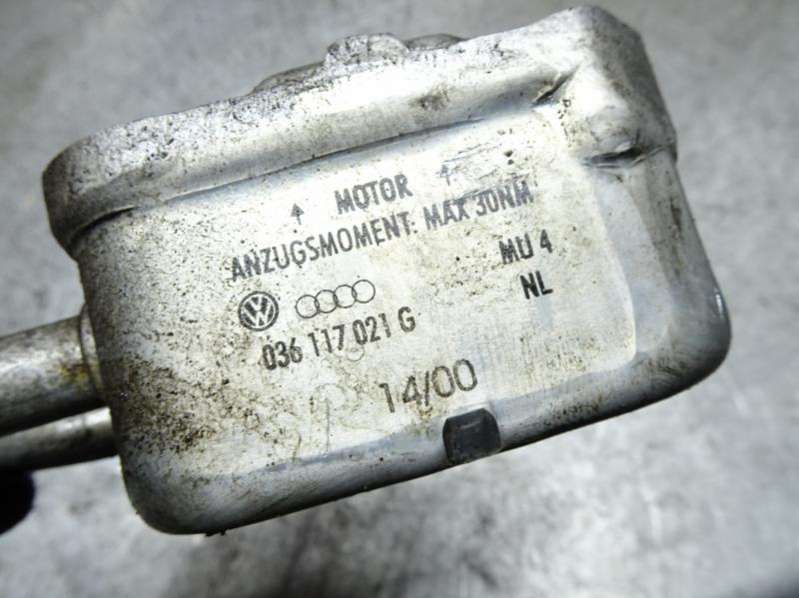 ↑ MOTOR ↑
ANZUGSMOMENT: MAX 30NM
MU 4
NL
036 117 021 G
14/00